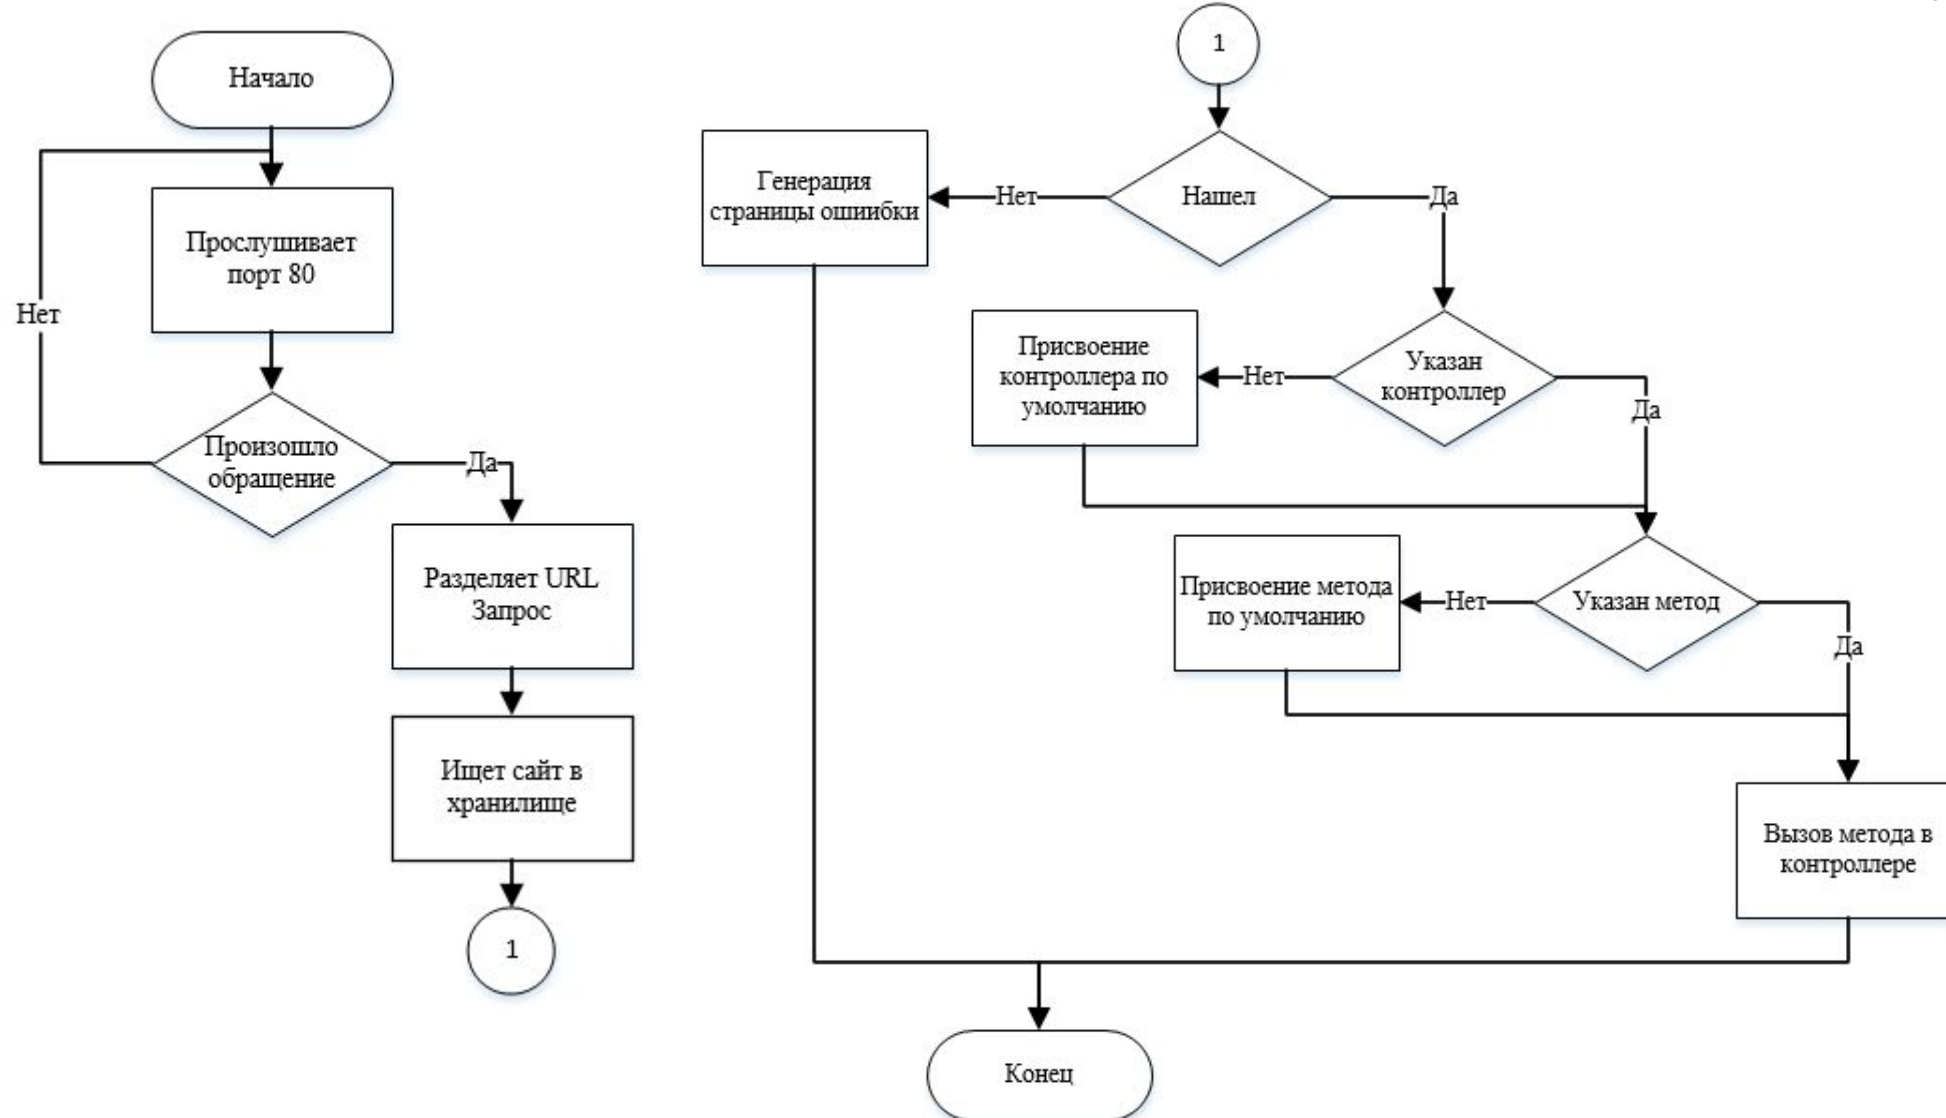 Начало
Прослушивает
порт 80
Нет
Произошло
обращение
Да
Разделяет URL
Запрос
Ищет сайт в
хранилище
1
1
Нашел
Нет
Генерация
страницы ошиибки
Да
Указан
контроллер
Нет
Присвоение
контроллера по
умолчанию
Да
Указан метод
Нет
Присвоение метода
по умолчанию
Да
Вызов метода в
контроллере
Конец